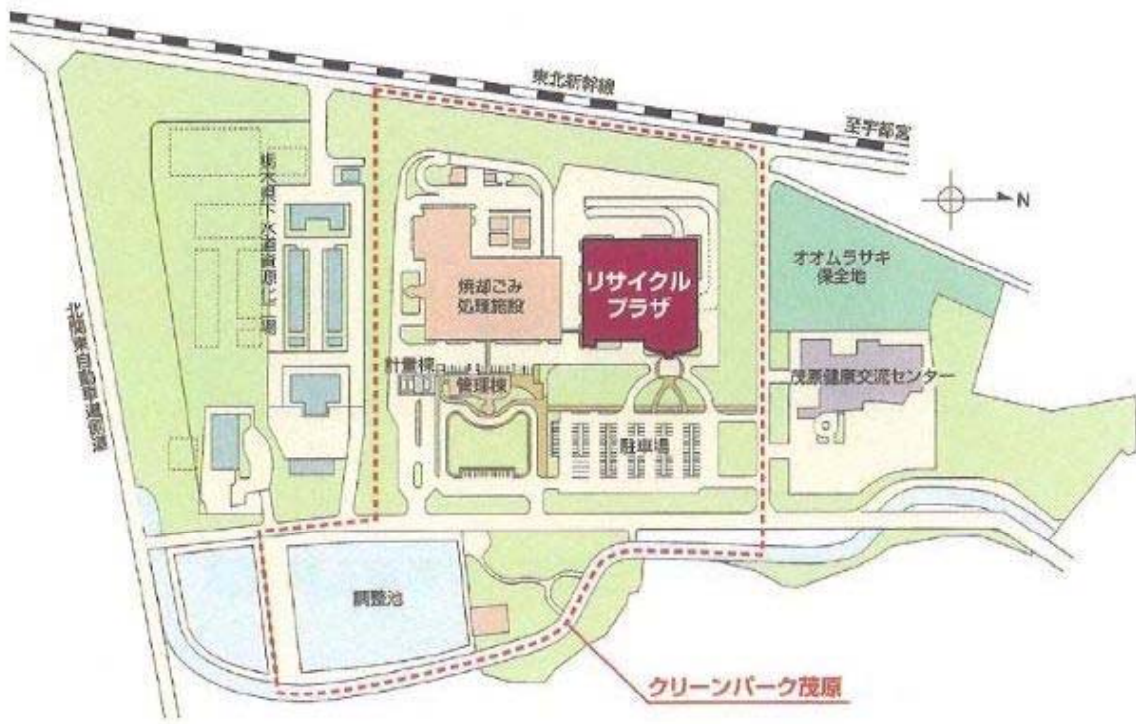 東北新幹線
至宇都宮
N
栃木県下水道資源化工場
オオムラサキ
保全地
焼却ごみ
処理施設
リサイクル
プラザ
北関東自動車道側道
計量棟
管理棟
茂原健康交流センター
駐車場
調整池
クリーンパーク茂原